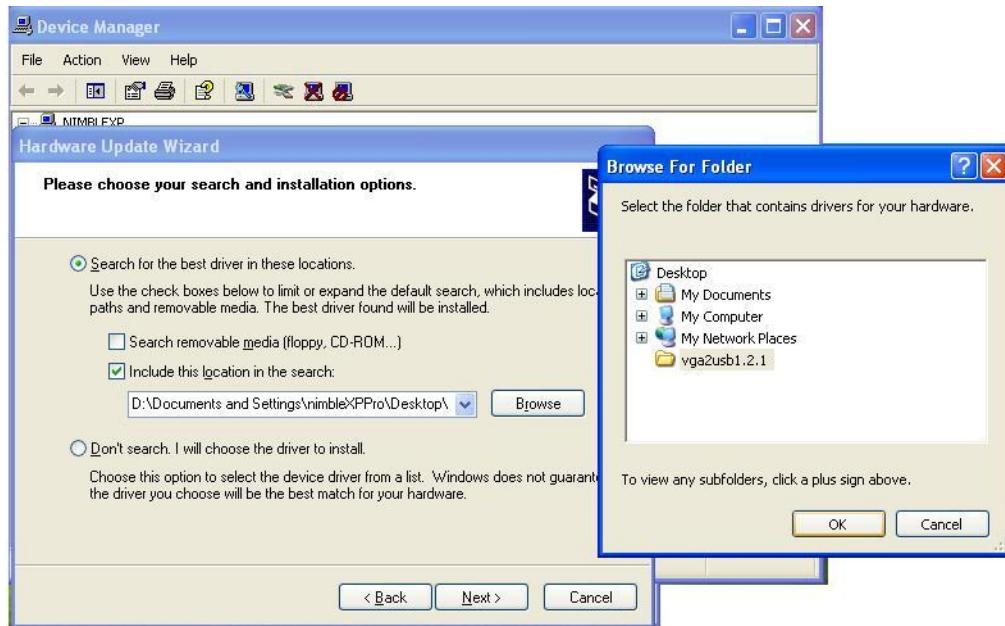 Device Manager
File Action View Help
NIMBLEXP
Hardware Update Wizard
Please choose your search and installation options.
Search for the best driver in these locations.
Use the check boxes below to limit or expand the default search, which includes
paths and removable media. The best driver found will be installed.
Search removable media (floppy, CD-ROM...)
Include this location in the search:
D:\Documents and Settings\nimbleXPPro\Desktop\
Browse
Don't search. I will choose the driver to install.
Choose this option to select the device driver from a list. Windows does not
the driver you choose will be the best match for your hardware.
< Back Next > Cancel
Browse For Folder
Select the folder that contains drivers for your hardware.
Desktop
My Documents
My Computer
My Network Places
vga2usb1.2.1
To view any subfolders, click a plus sign above.
OK Cancel